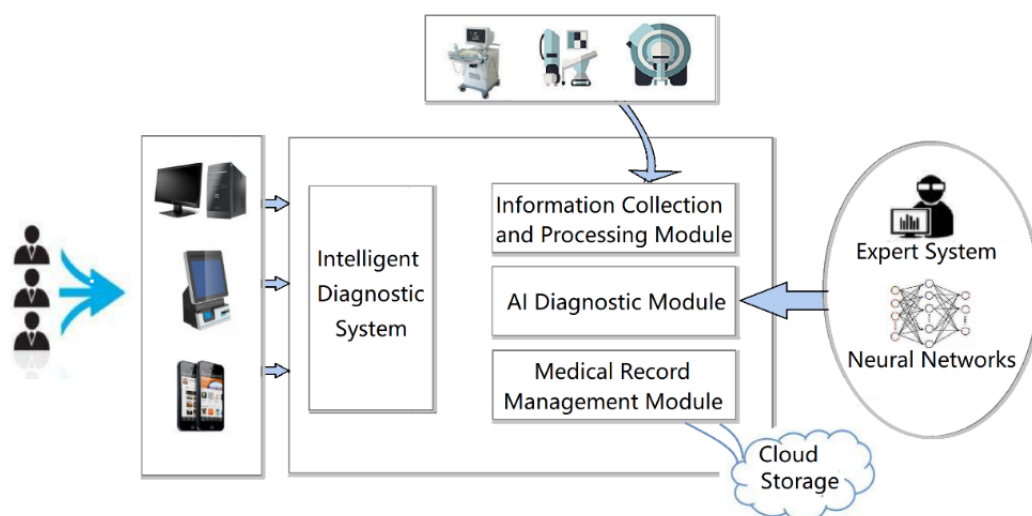 Intelligent
Diagnostic
System
Information Collection
and Processing Module
AI Diagnostic Module
Medical Record
Management Module
Expert System
Neural Networks
Cloud
Storage